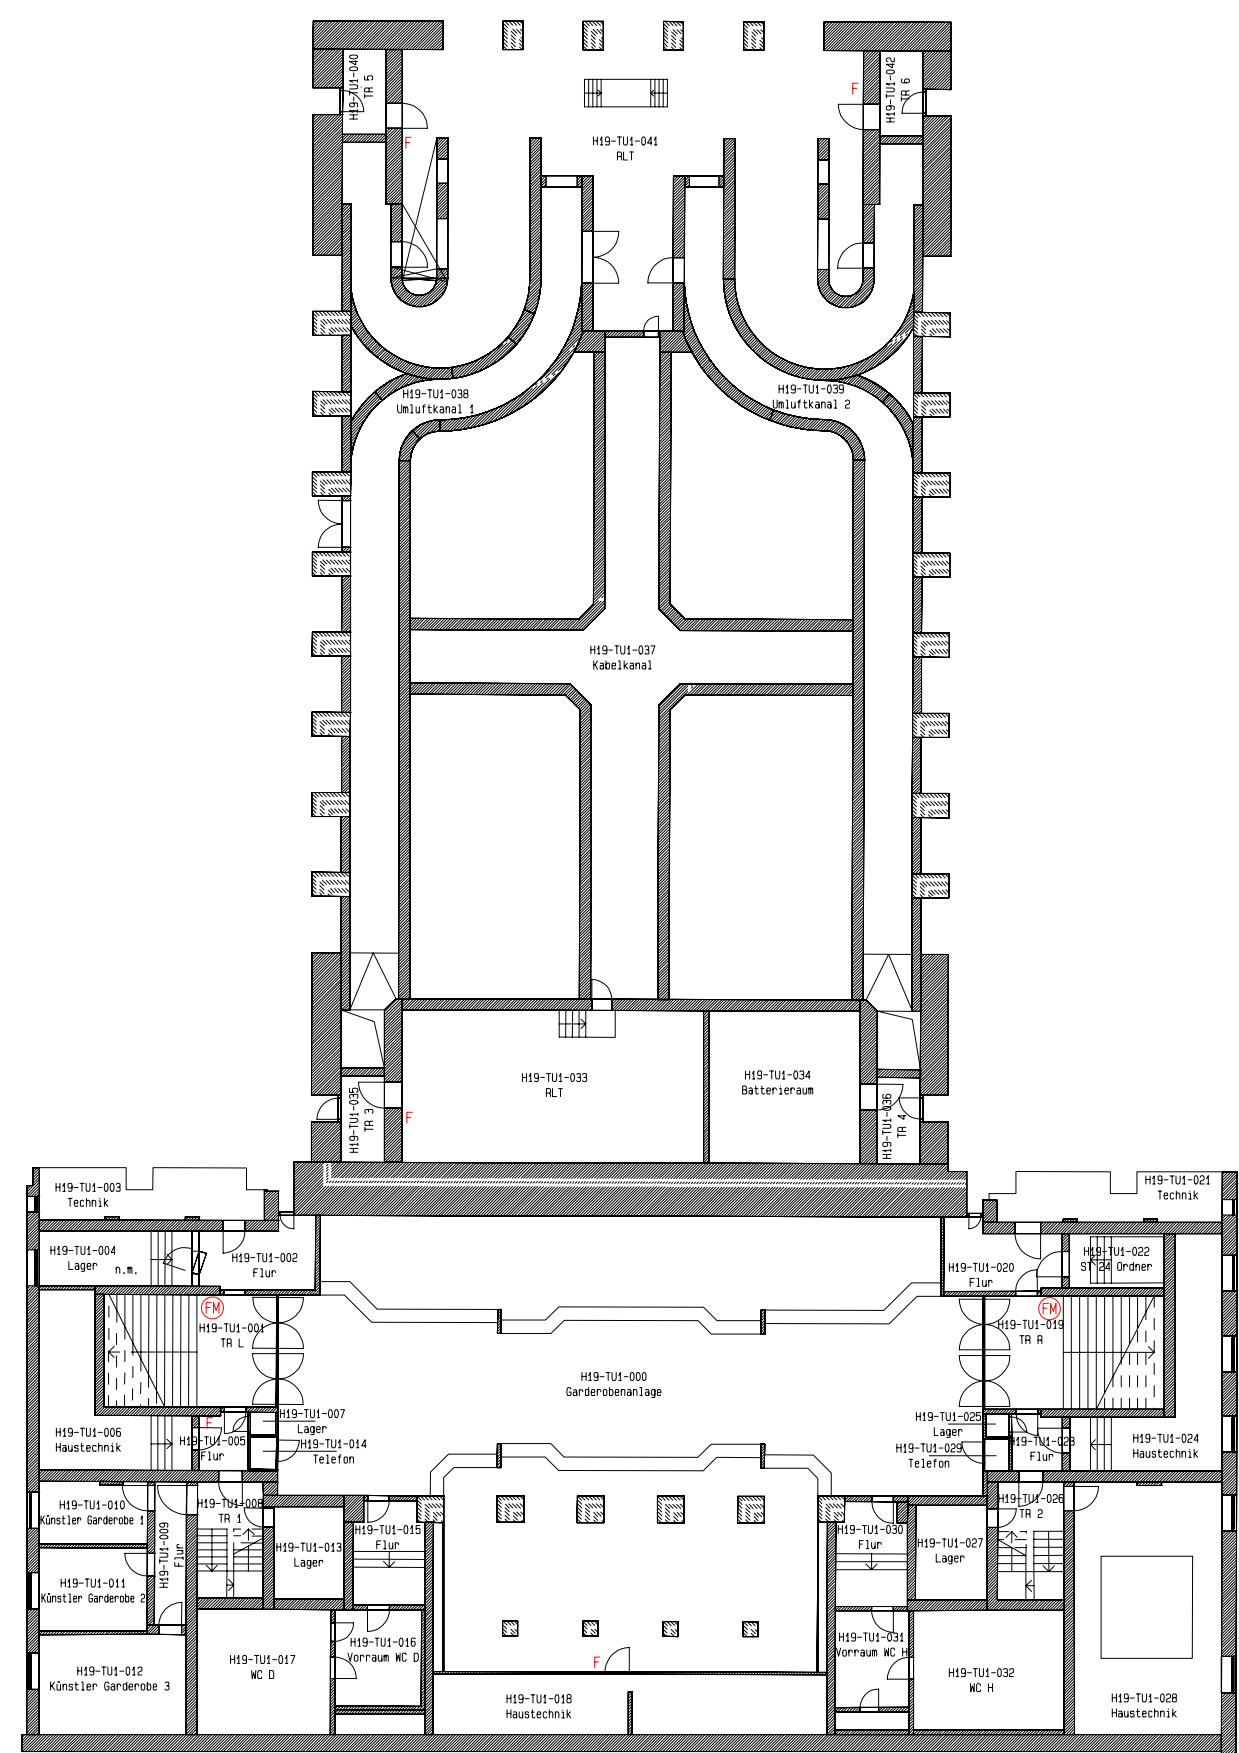 H19-TU1-040
TR 5
F
H19-TU1-041
RLT
F
H19-TU1-042
TR 6
H19-TU1-038
Umluftkanal 1
H19-TU1-039
Umluftkanal 2
H19-TU1-037
Kabelkanal
H19-TU1-033
RLT
H19-TU1-034
Batterieraum
H19-TU1-035
TR 3
F
H19-TU1-036
TR 4
H19-TU1-003
Technik
H19-TU1-021
Technik
H19-TU1-004
Lager
n.m.
H19-TU1-002
Flur
H19-TU1-020
Flur
H19-TU1-022
ST 24 Ordner
FM
H19-TU1-001
TR L
FM
H19-TU1-019
TR R
H19-TU1-000
Garderobenanlage
H19-TU1-006
Haustechnik
F
H19-TU1-005
Flur
H19-TU1-007
Lager
H19-TU1-014
Telefon
H19-TU1-025
Lager
H19-TU1-029
Telefon
H19-TU1-023
Flur
H19-TU1-024
Haustechnik
H19-TU1-010
Künstler Garderobe 1
H19-TU1-009
Flur
H19-TU1-008
TR 1
H19-TU1-013
Lager
H19-TU1-015
Flur
H19-TU1-030
Flur
H19-TU1-027
Lager
H19-TU1-026
TR 2
H19-TU1-011
Künstler Garderobe 2
H19-TU1-012
Künstler Garderobe 3
H19-TU1-017
WC D
H19-TU1-016
Vorraum WC D
F
H19-TU1-018
Haustechnik
H19-TU1-031
Vorraum WC H
H19-TU1-032
WC H
H19-TU1-028
Haustechnik